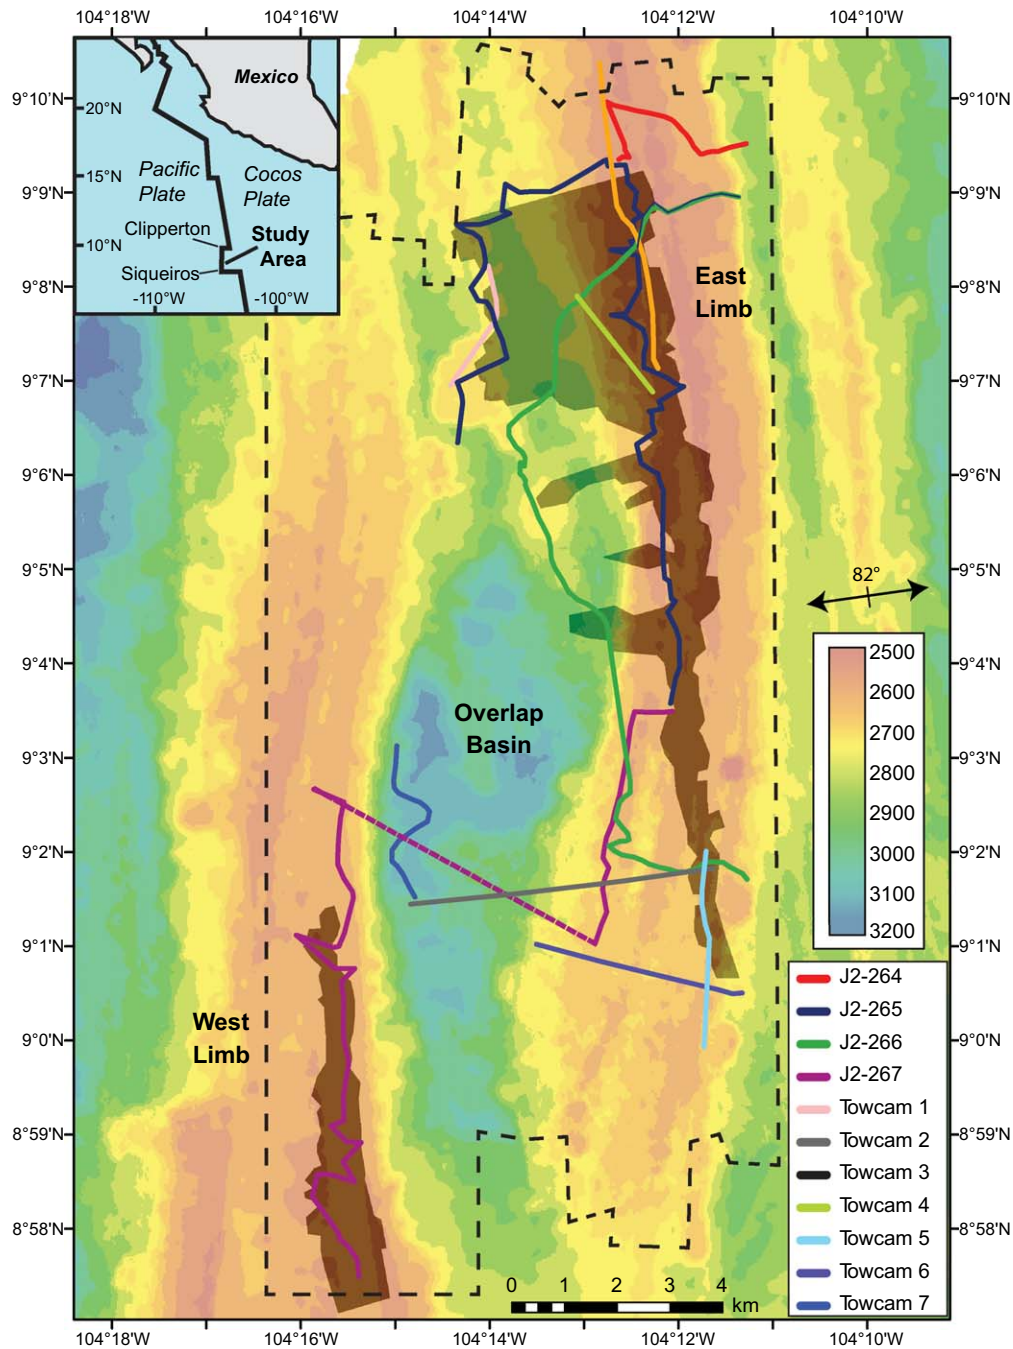 104°18'W 104°16'W 104°14'W 104°12'W 104°10'W
Mexico
20°N
15°N
10°N
Pacific
Plate
Cocos
Plate
Clipperton
Siqueiros
Study
Area
-110°W -100°W
9°10'N
9°9'N
9°8'N
9°7'N
9°6'N
9°5'N
9°4'N
9°3'N
9°2'N
9°1'N
9°0'N
8°59'N
8°58'N
East
Limb
Overlap
Basin
West
Limb
9°10'N
9°9'N
9°8'N
9°7'N
9°6'N
9°5'N
9°4'N
9°3'N
9°2'N
9°1'N
9°0'N
8°59'N
8°58'N
82°
2500
2600
2700
2800
2900
3000
3100
3200
J2-264
J2-265
J2-266
J2-267
Towcam 1
Towcam 2
Towcam 3
Towcam 4
Towcam 5
Towcam 6
Towcam 7
0 1 2 3 4
km
104°18'W 104°16'W 104°14'W 104°12'W 104°10'W